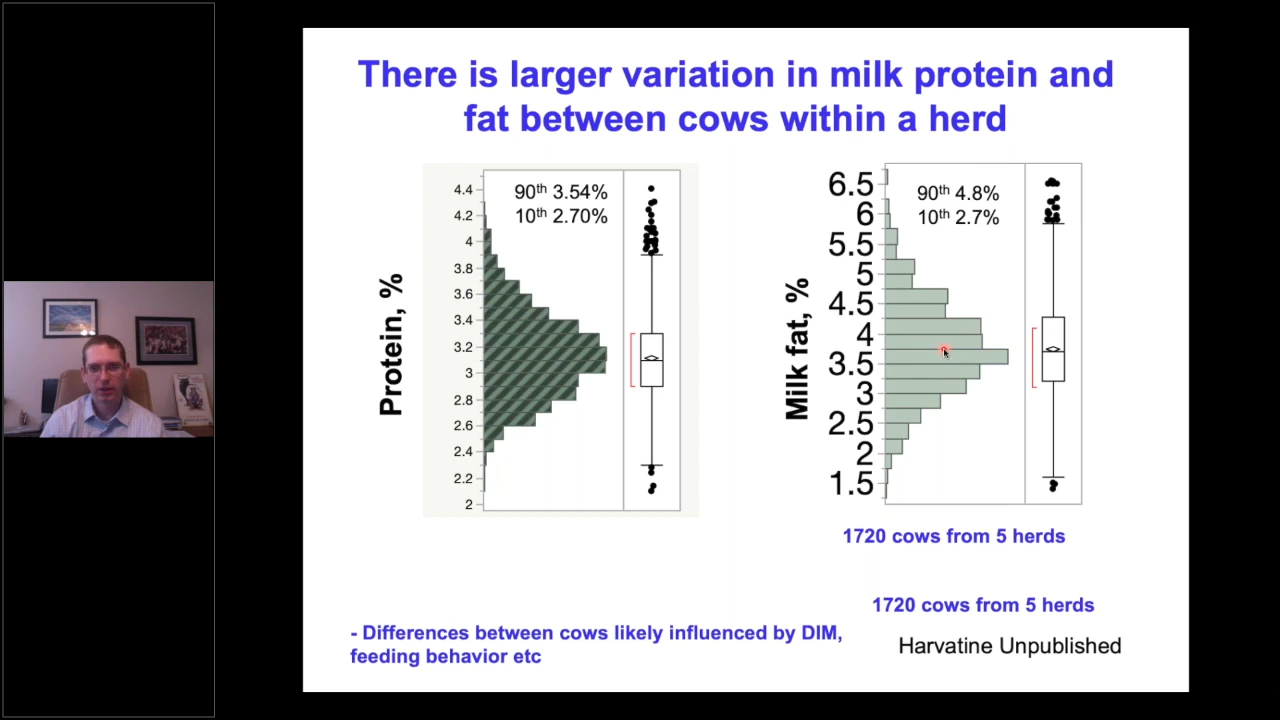 There is larger variation in milk protein and
fat between cows within a herd
Protein, %
4.4
4.2
4
3.8
3.6
3.4
3.2
3
2.8
2.6
2.4
2.2
2
90th 3.54%
10th 2.70%
Milk fat, %
6.5
6
5.5
5
4.5
4
3.5
3
2.5
2
1.5
90th 4.8%
10th 2.7%
1720 cows from 5 herds
1720 cows from 5 herds
- Differences between cows likely influenced by DIM,
feeding behavior etc
Harvatine Unpublished